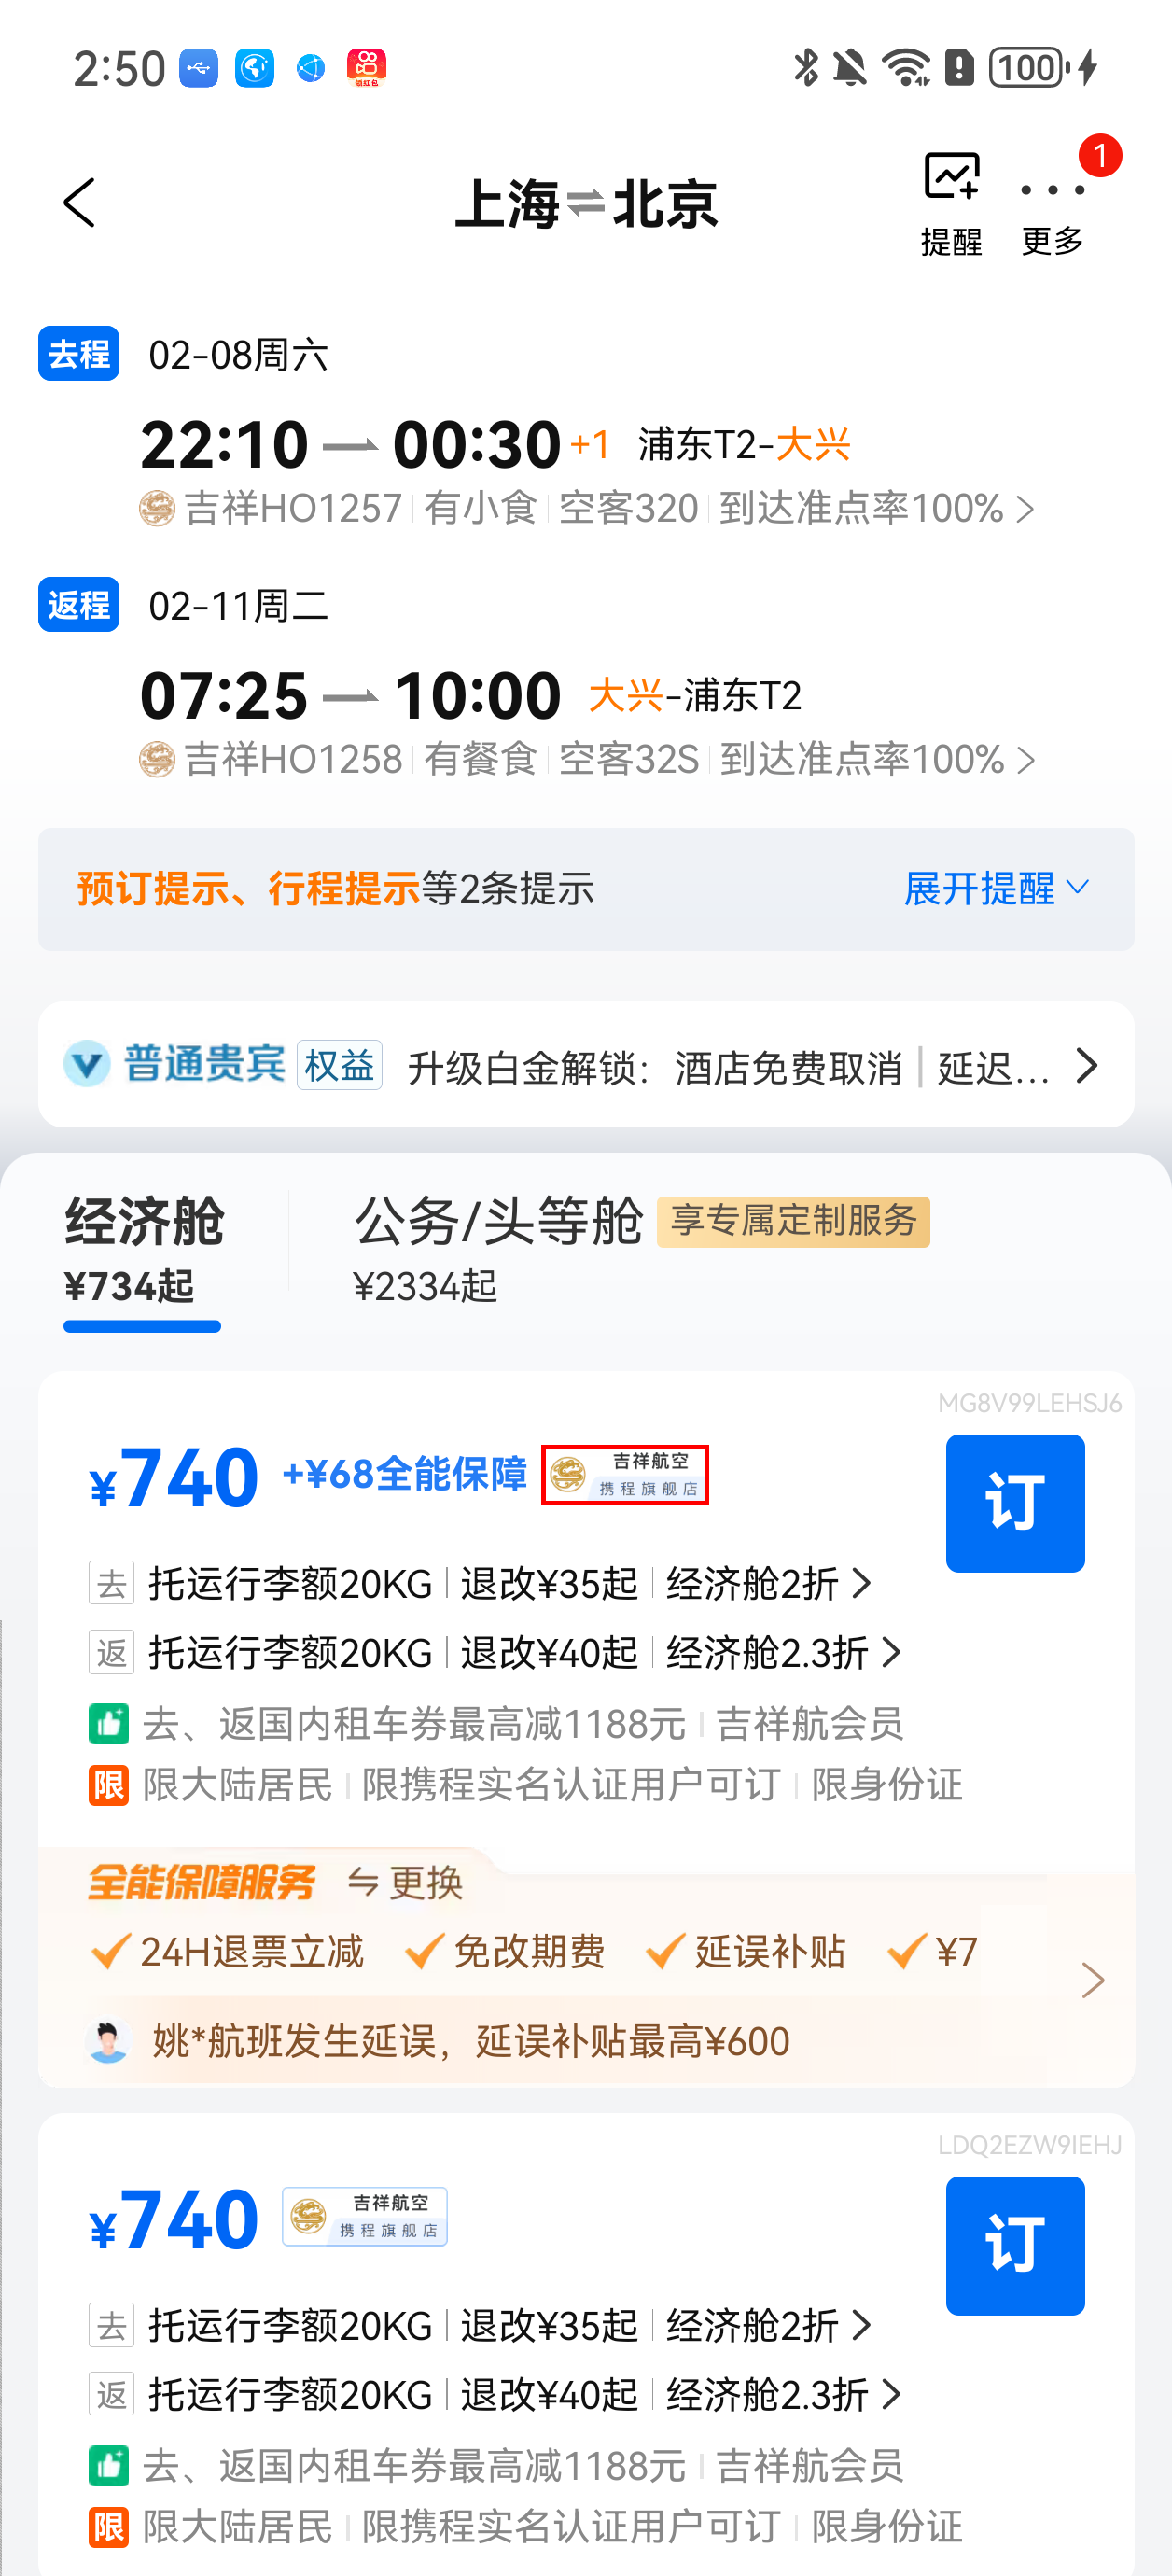 2:50 领红包 100
上海⇌北京
1
提醒 更多
去程 02-08周六
22:10 00:30 +1 浦东T2-大兴
吉祥HO1257 有小食 空客320 到达准点率100%
返程 02-11周二
07:25 10:00 大兴-浦东T2
吉祥HO1258 有餐食 空客32S 到达准点率100%
预订提示、行程提示等2条提示 展开提醒
普通贵宾 权益 升级白金解锁：酒店免费取消 | 延迟...
经济舱 公务/头等舱 享专属定制服务
¥734起 ¥2334起
MG8V99LEHSJ6
¥740 +¥68全能保障 吉祥航空 携程旗舰店 订
去 托运行李额20KG 退改¥35起 经济舱2折
返 托运行李额20KG 退改¥40起 经济舱2.3折
去、返国内租车券最高减1188元 吉祥航会员
限 限大陆居民 限携程实名认证用户可订 限身份证
全能保障服务 更换
24H退票立减 免改期费 延误补贴 ¥7
姚*航班发生延误，延误补贴最高¥600
LDQ2EZW9IEHJ
¥740 吉祥航空 携程旗舰店 订
去 托运行李额20KG 退改¥35起 经济舱2折
返 托运行李额20KG 退改¥40起 经济舱2.3折
去、返国内租车券最高减1188元 吉祥航会员
限 限大陆居民 限携程实名认证用户可订 限身份证